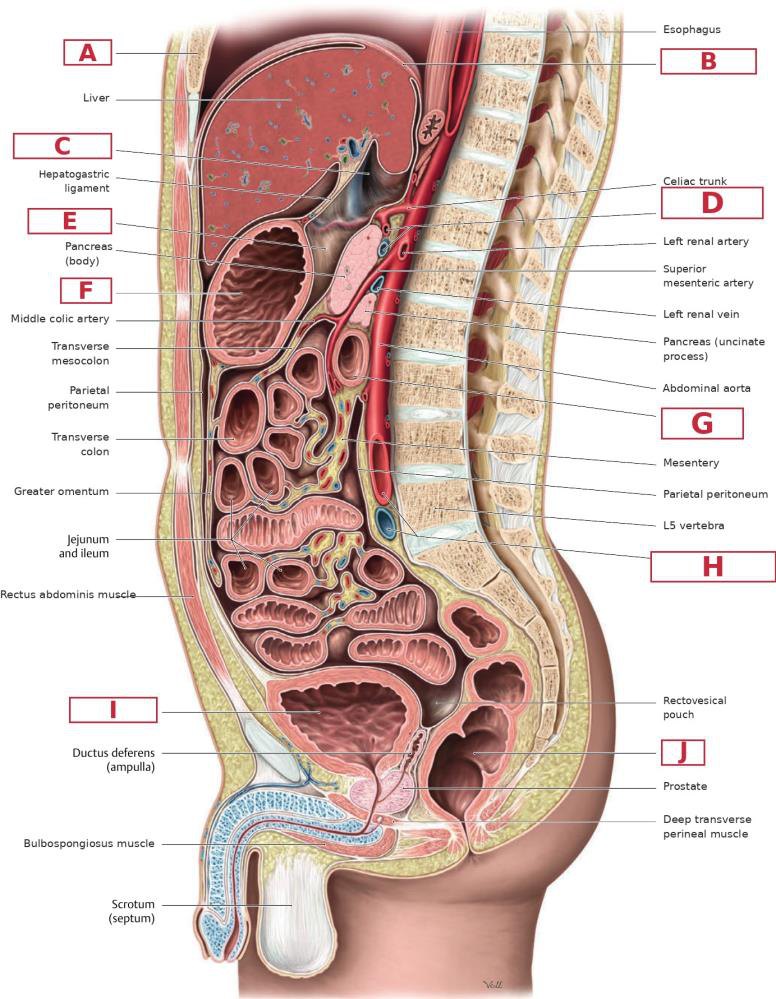 A
Liver
C
Hepatogastric
ligament
E
Pancreas
(body)
F
Middle colic artery
Transverse
mesocolon
Parietal
peritoneum
Transverse
colon
Greater omentum
Jejunum
and ileum
Rectus abdominis muscle
I
Ductus deferens
(ampulla)
Bulbospongiosus muscle
Scrotum
(septum)
Esophagus
B
Celiac trunk
D
Left renal artery
Superior
mesenteric artery
Left renal vein
Pancreas (uncinate
process)
Abdominal aorta
G
Mesentery
Parietal peritoneum
L5 vertebra
H
Rectovesical
pouch
J
Prostate
Deep transverse
perineal muscle
Voll